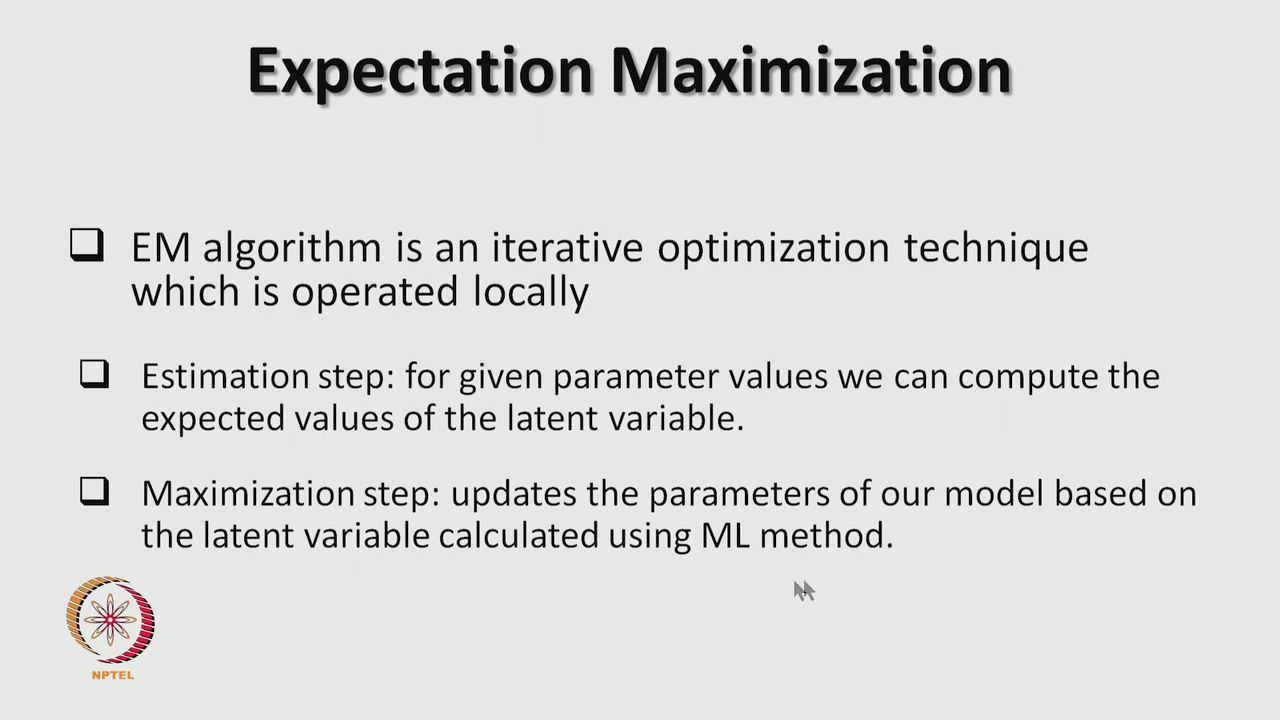 Expectation Maximization
EM algorithm is an iterative optimization technique
which is operated locally
Estimation step: for given parameter values we can compute the
expected values of the latent variable.
Maximization step: updates the parameters of our model based on
the latent variable calculated using ML method.
NPTEL